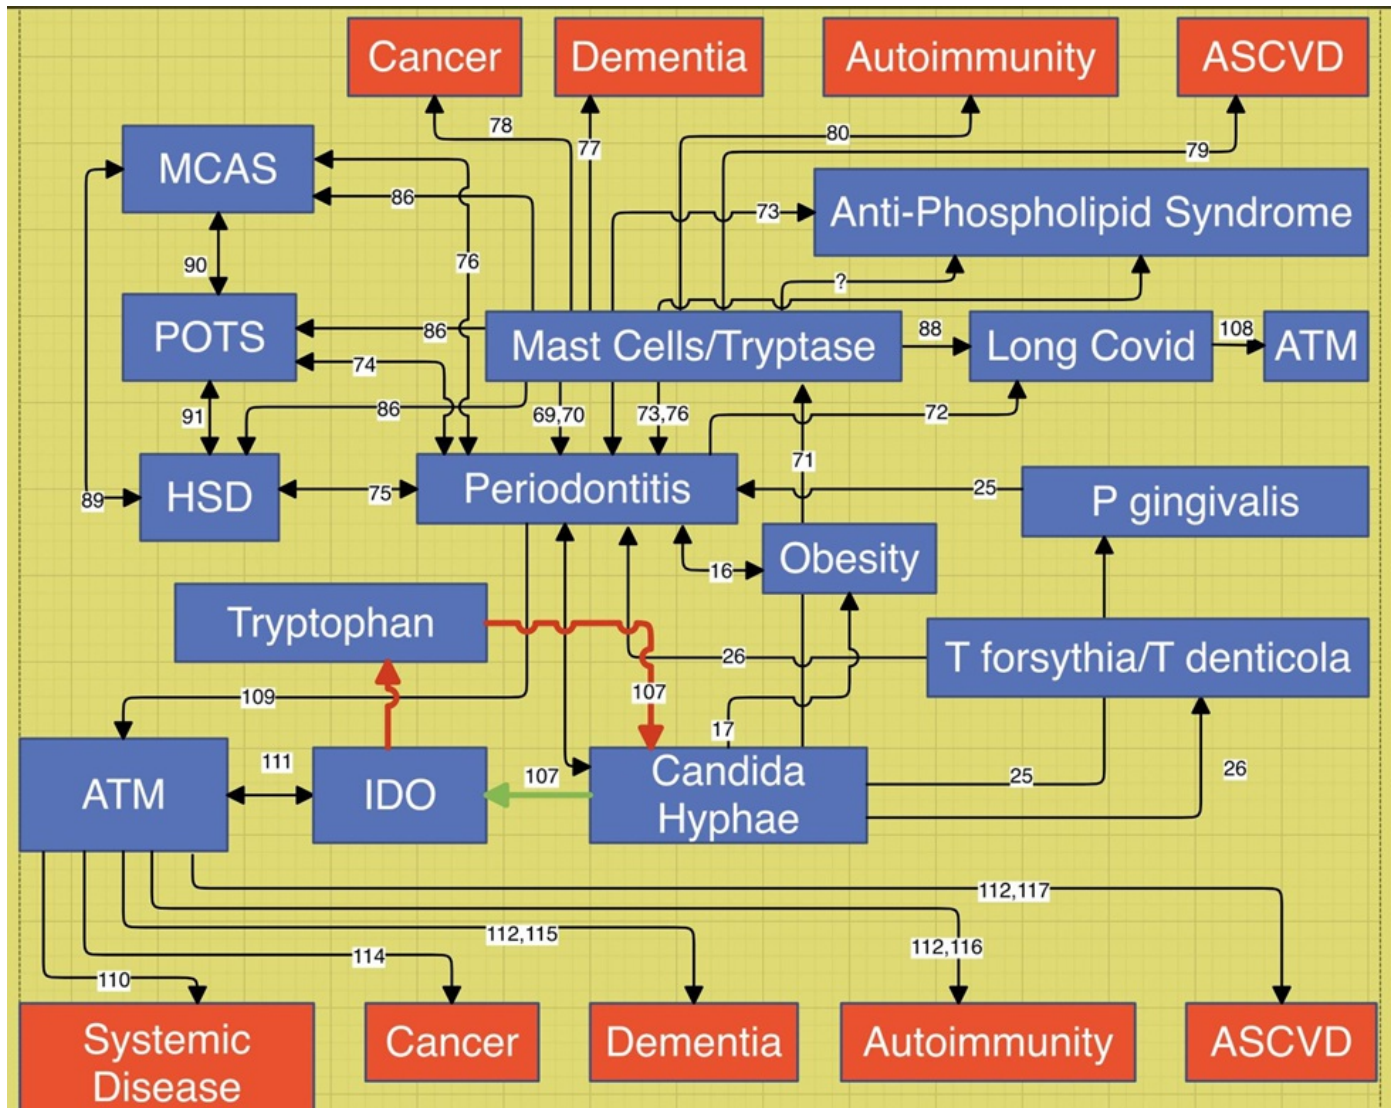 Cancer
Dementia
Autoimmunity
ASCVD
78
77
80
79
MCAS
86
73
Anti-Phospholipid Syndrome
90
76
?
POTS
86
74
Mast Cells/Tryptase
88
Long Covid
108
ATM
91
86
69,70
73,76
72
71
89
HSD
75
Periodontitis
25
P gingivalis
16
Obesity
Tryptophan
26
T forsythia/T denticola
109
107
17
111
107
ATM
IDO
Candida
Hyphae
25
26
112,117
112,115
112,116
114
110
Systemic
Disease
Cancer
Dementia
Autoimmunity
ASCVD